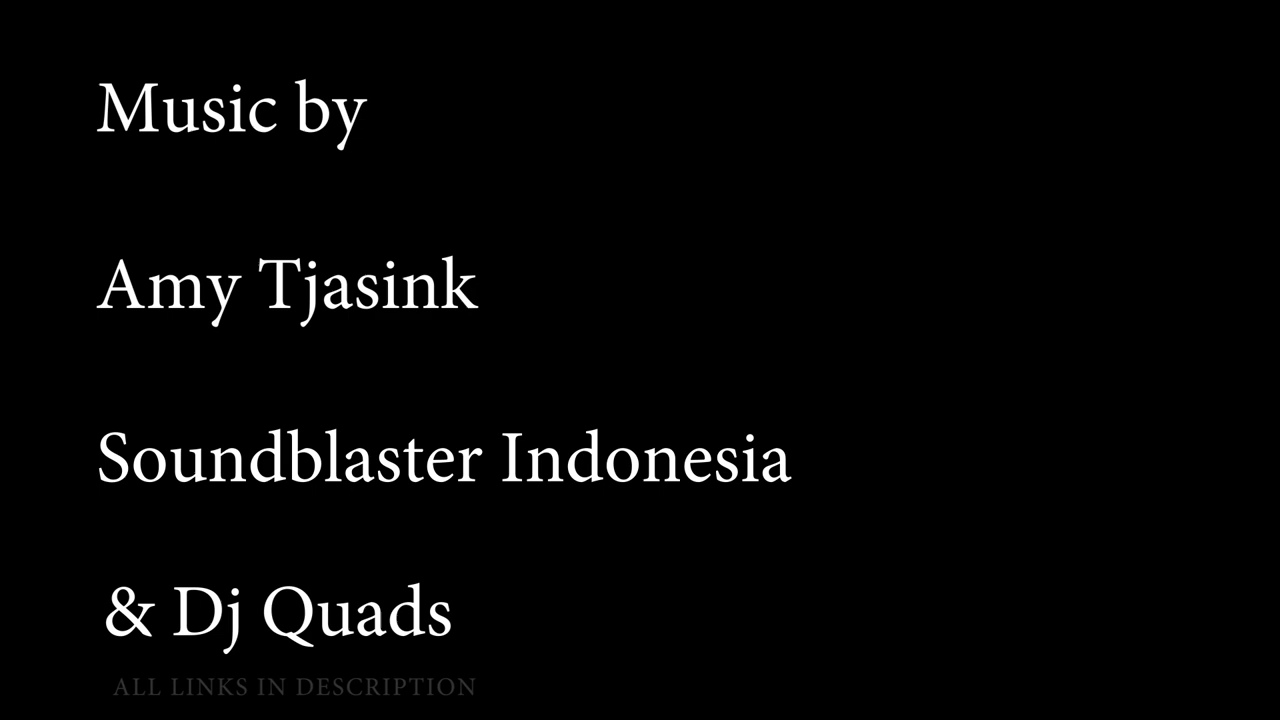 Music by
Amy Tjasink
Soundblaster Indonesia
& Dj Quads
ALL LINKS IN DESCRIPTION